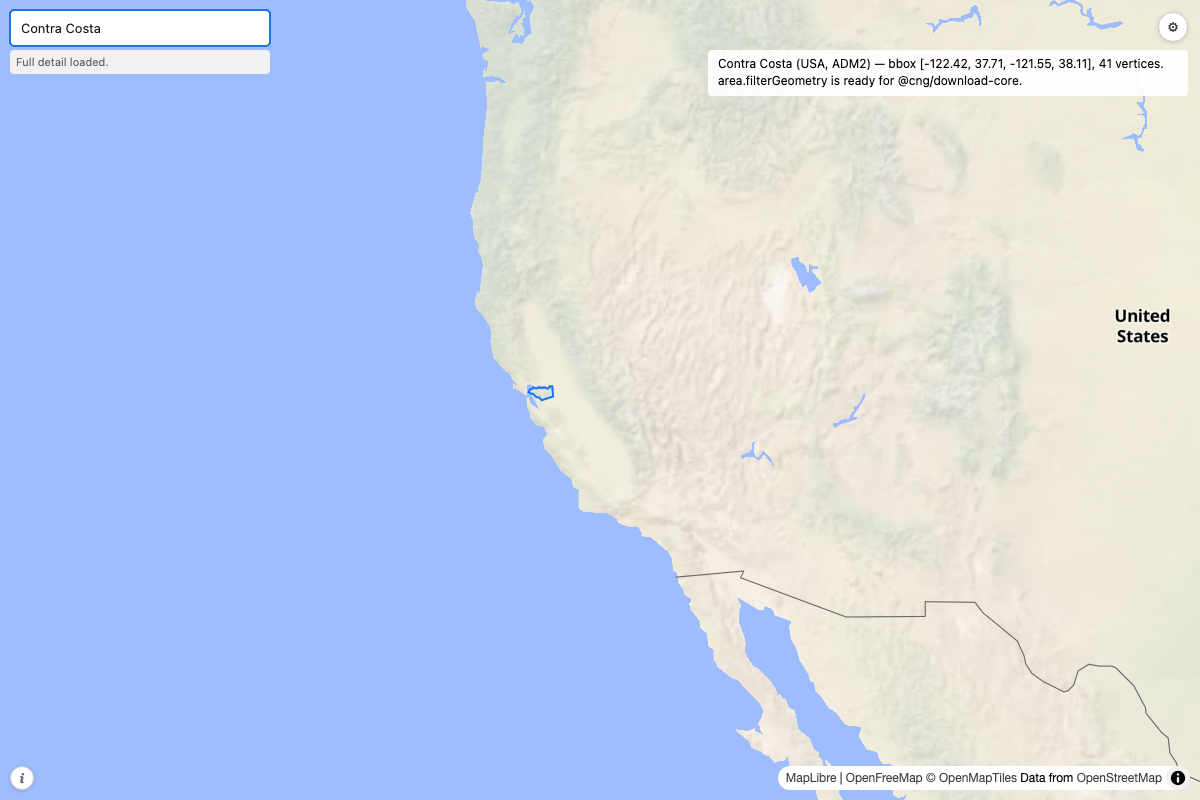 Contra Costa
Full detail loaded.
Contra Costa (USA, ADM2) — bbox [-122.42, 37.71, -121.55, 38.11], 41 vertices.
area.filterGeometry is ready for @cng/download-core.
United
States
MapLibre | OpenFreeMap © OpenMapTiles Data from OpenStreetMap